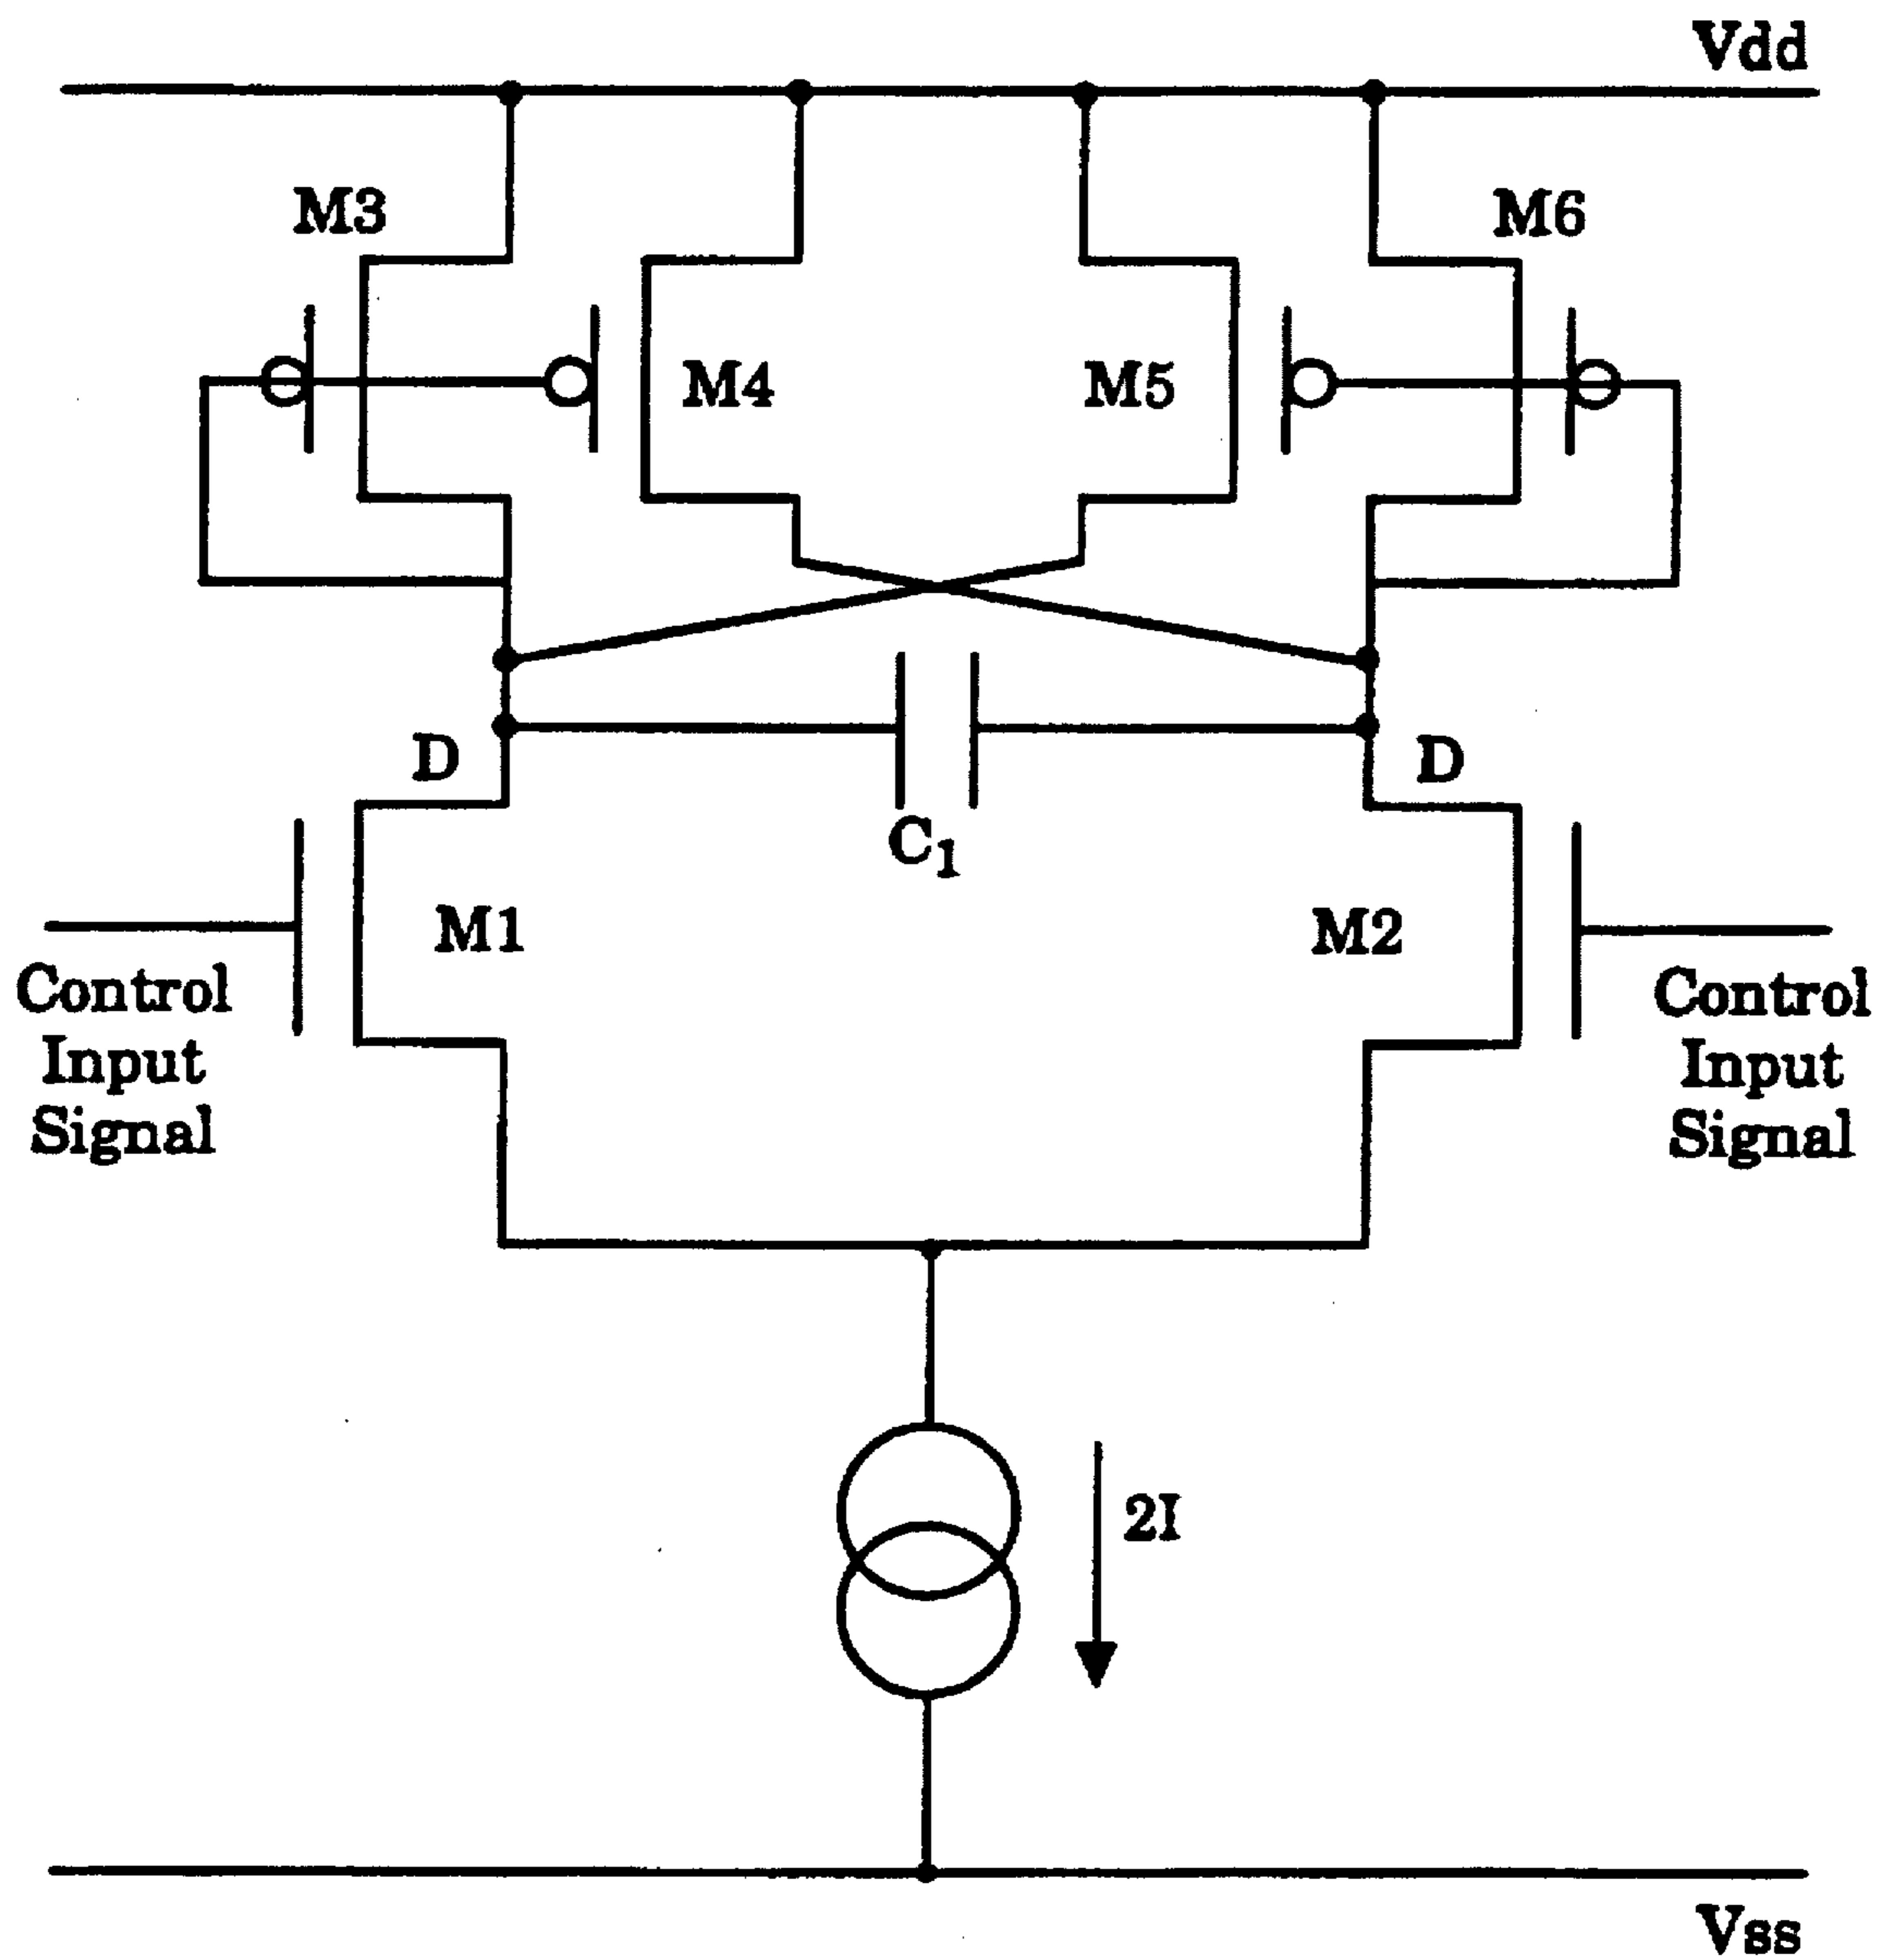 Vdd
M3
M6
M4
M5
D
D
C1
M1
M2
Control
Input
Signal
Control
Input
Signal
2I
Vss